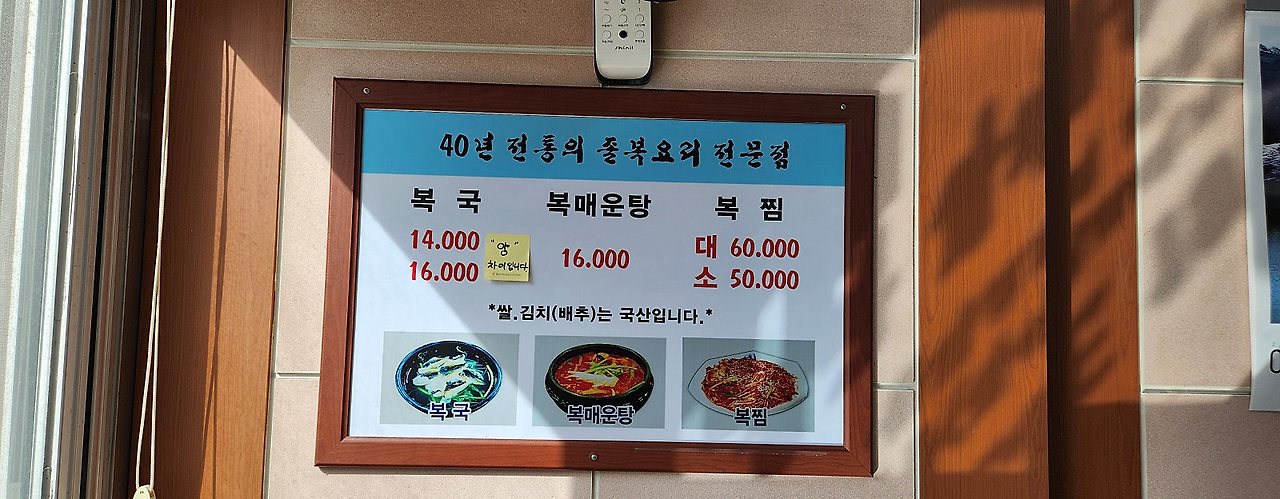 shinil
40년 전통의 졸복요리 전문점
복 국 복매운탕 복 찜
14.000 "양" 16.000 대 60.000
16.000 차이입니다 소 50.000
*쌀.김치(배추)는 국산입니다.*
복국 복매운탕 복찜